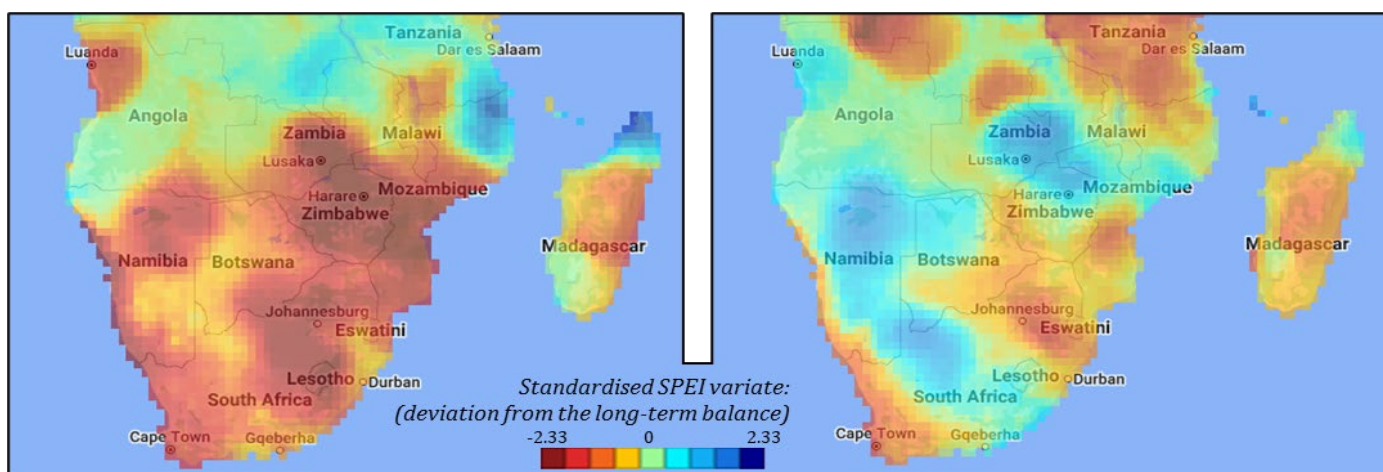 Tanzania
Luanda
Dar es Salaam
Angola
Zambia
Malawi
Lusaka
Mozambique
Harare
Zimbabwe
Namibia
Botswana
Madagascar
Johannesburg
Eswatini
Lesotho
Durban
South Africa
Cape Town
Gqeberha
Tanzania
Luanda
Dar es Salaam
Angola
Zambia
Malawi
Lusaka
Mozambique
Harare
Zimbabwe
Namibia
Botswana
Madagascar
Johannesburg
Eswatini
Lesotho
Durban
South Africa
Cape Town
Gqeberha
Standardised SPEI variate:
(deviation from the long-term balance)
-2.33 0 2.33